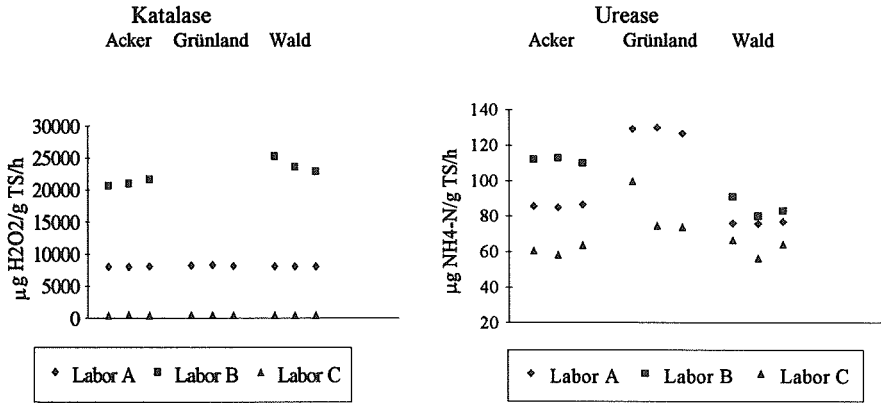 Katalase
Acker Grünland Wald
µg H2O2/g TS/h
30000
25000
20000
15000
10000
5000
0
Labor A Labor B Labor C
Urease
Acker Grünland Wald
µg NH4-N/g TS/h
140
120
100
80
60
40
20
Labor A Labor B Labor C